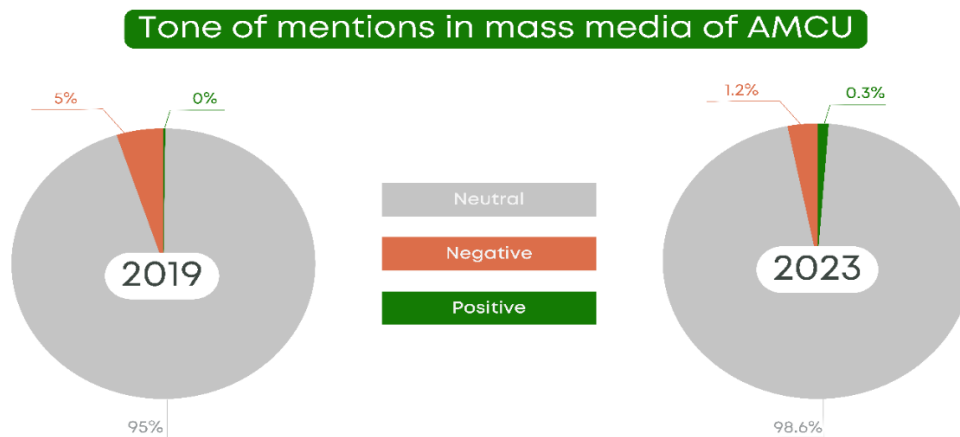 Tone of mentions in mass media of AMCU
5%
0%
2019
95%
Neutral
Negative
Positive
1.2%
0.3%
2023
98.6%